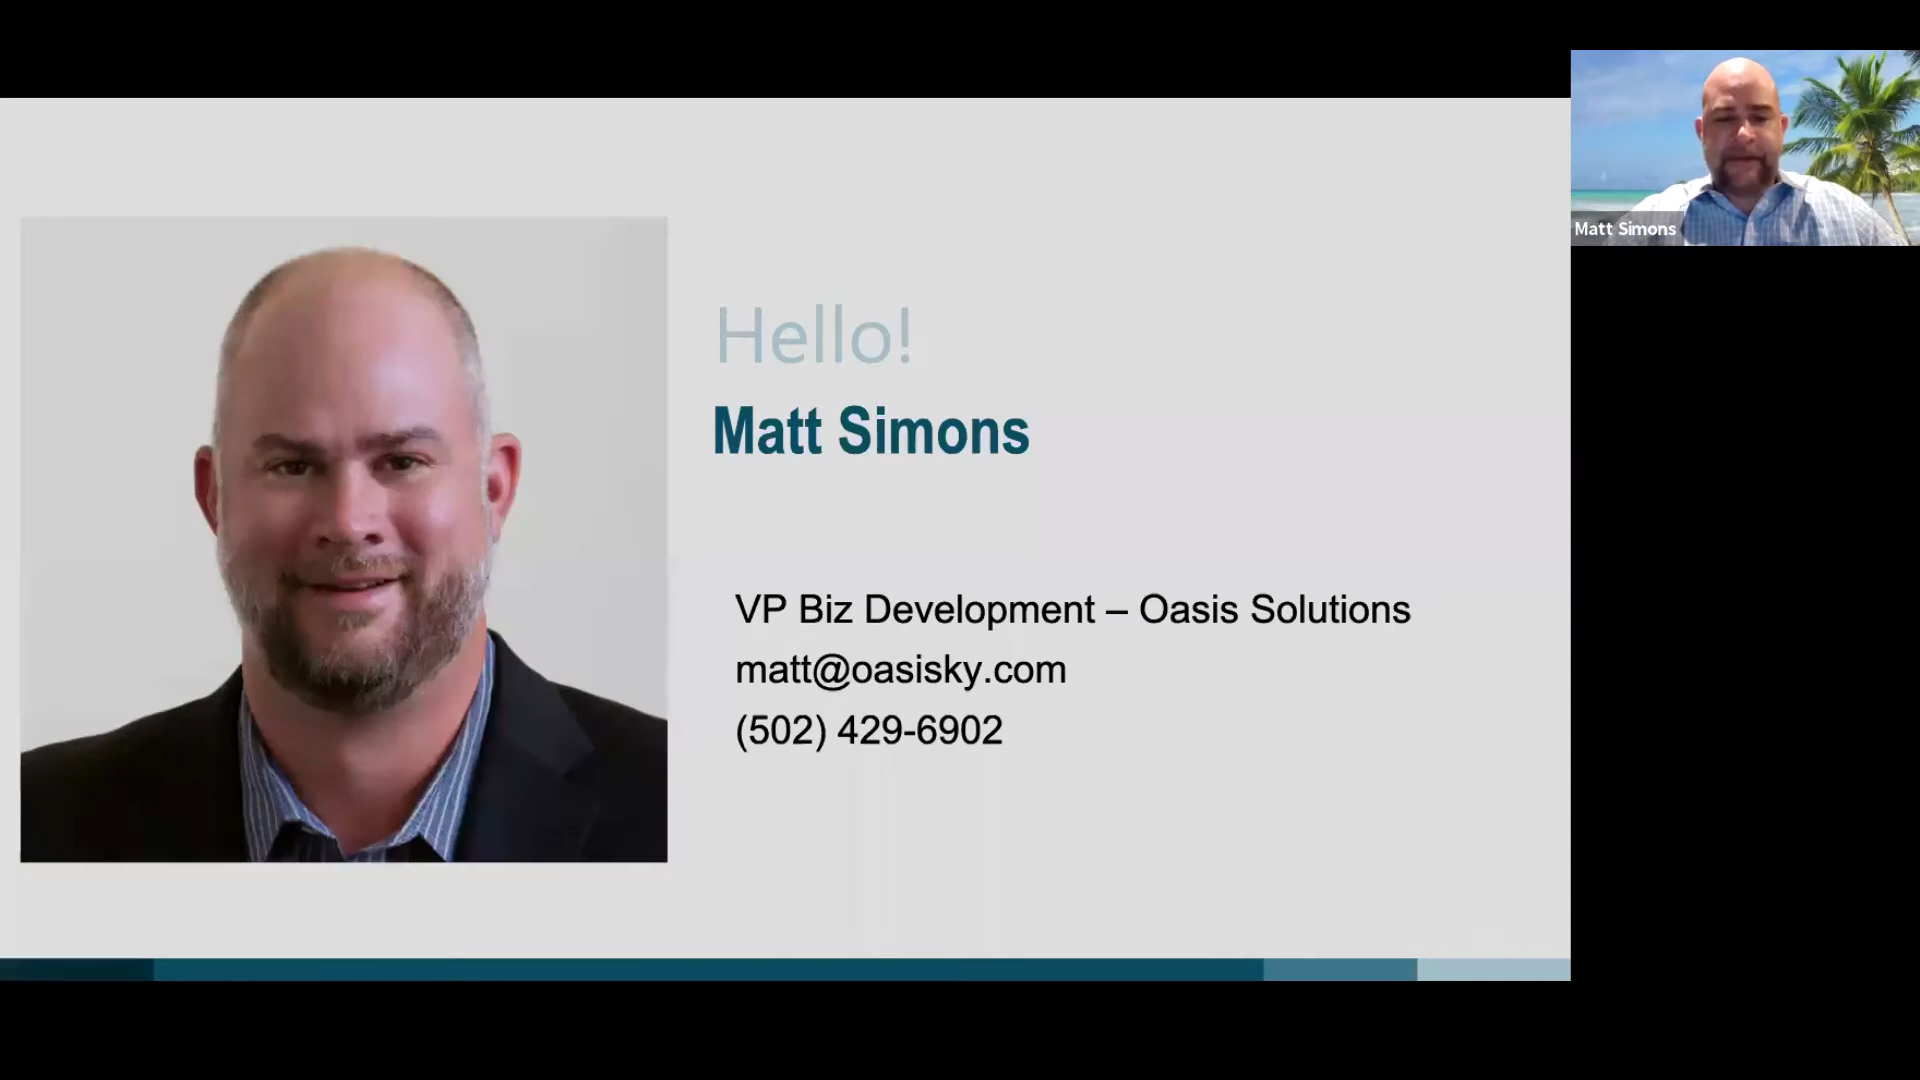 Hello!
Matt Simons
VP Biz Development – Oasis Solutions
matt@oasisky.com
(502) 429-6902
Matt Simons